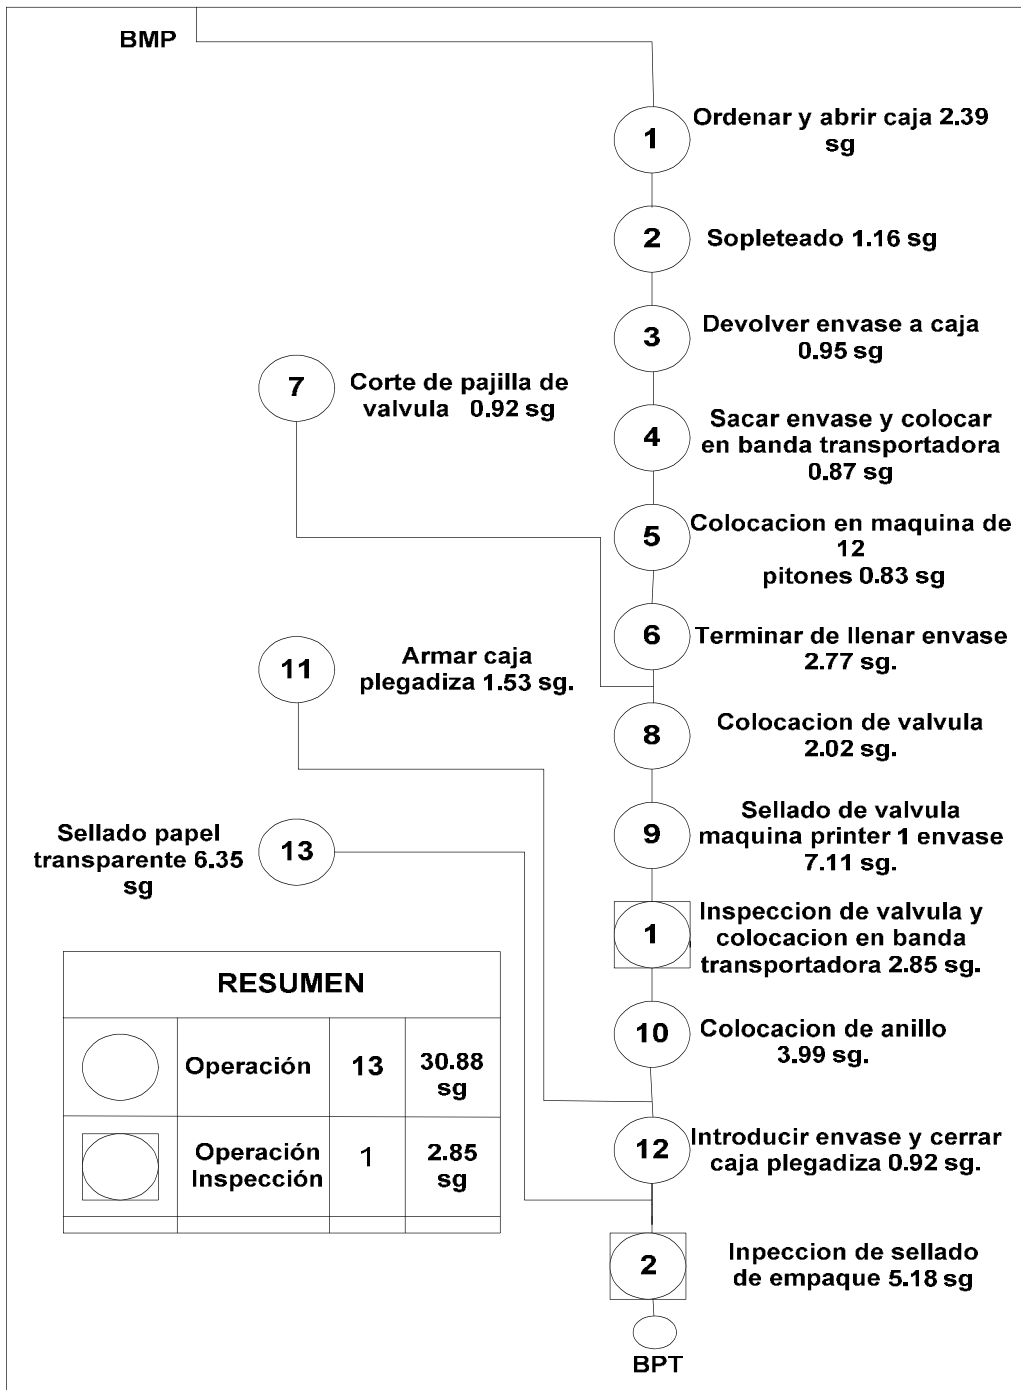 BMP
1
Ordenar y abrir caja 2.39
sg
2
Sopleteado 1.16 sg
3
Devolver envase a caja
0.95 sg
7
Corte de pajilla de
valvula 0.92 sg
4
Sacar envase y colocar
en banda transportadora
0.87 sg
5
Colocacion en maquina de
12
pitones 0.83 sg
6
Terminar de llenar envase
2.77 sg.
11
Armar caja
plegadiza 1.53 sg.
8
Colocacion de valvula
2.02 sg.
9
Sellado de valvula
maquina printer 1 envase
7.11 sg.
Sellado papel
transparente 6.35
sg
13
1
Inspeccion de valvula y
colocacion en banda
transportadora 2.85 sg.
10
Colocacion de anillo
3.99 sg.
12
Introducir envase y cerrar
caja plegadiza 0.92 sg.
2
Inpeccion de sellado
de empaque 5.18 sg
BPT
RESUMEN
Operación 13 30.88
sg
Operación 1 2.85
Inspección sg